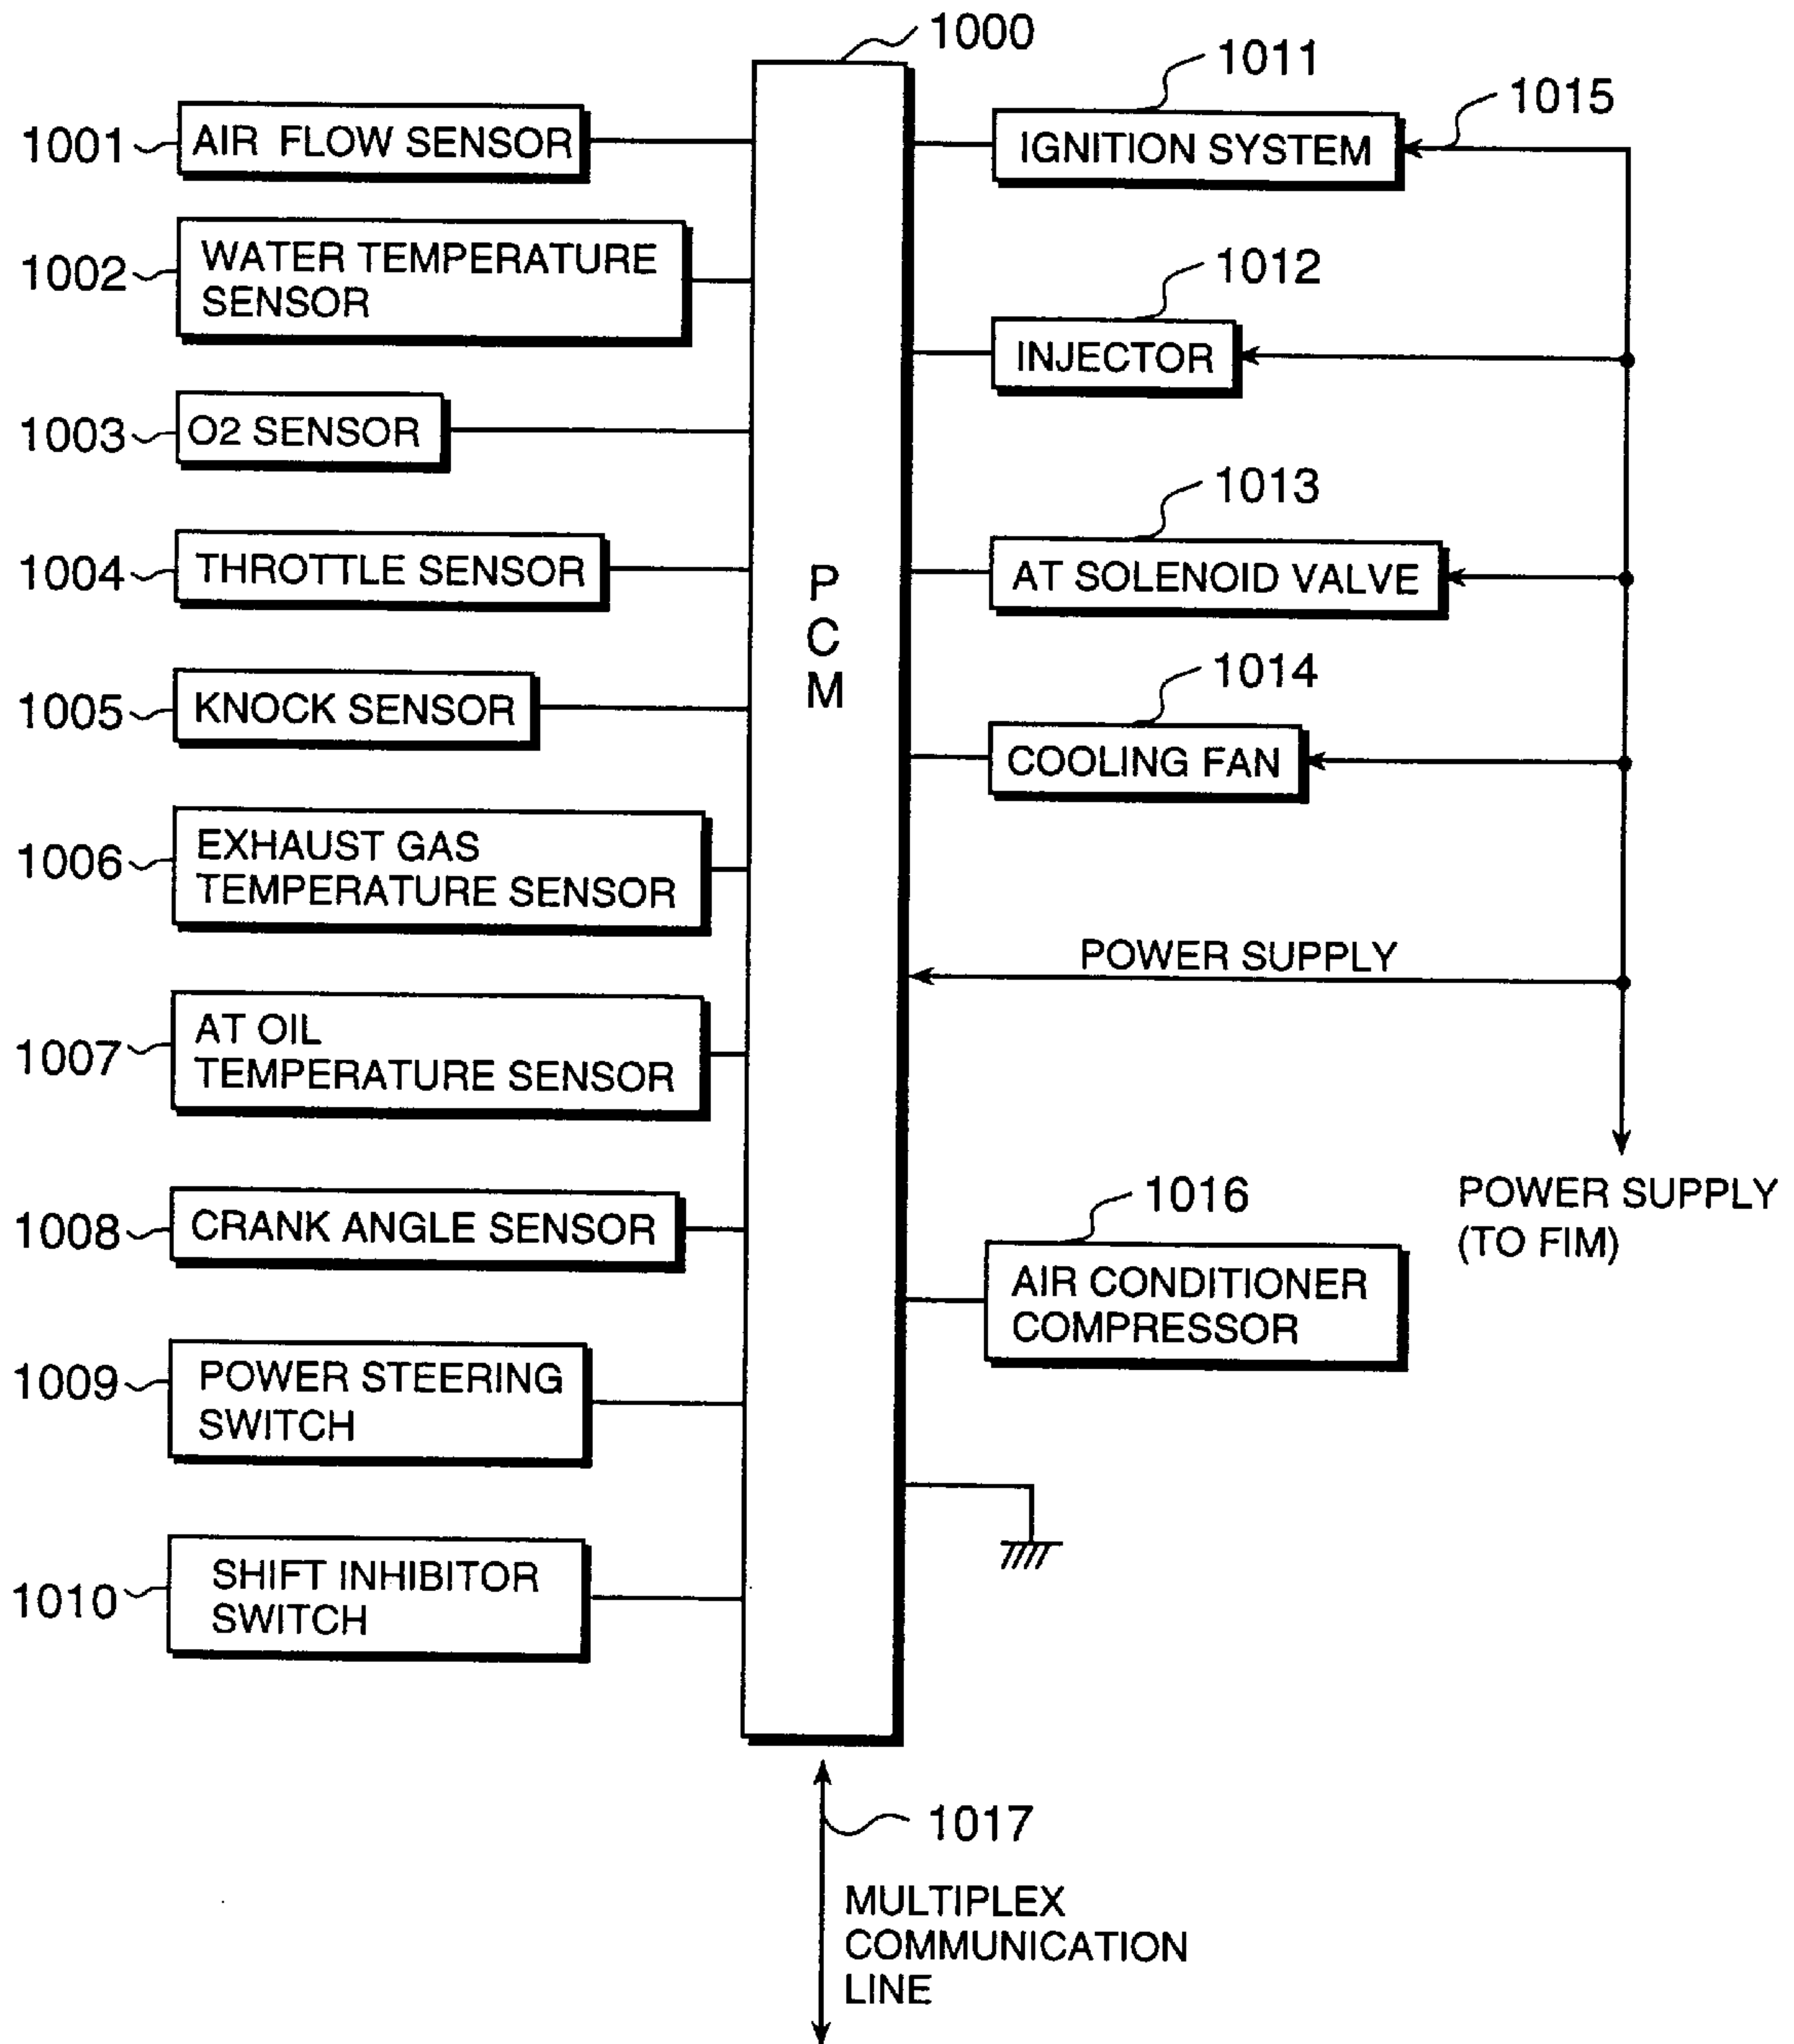 1000
1001
AIR FLOW SENSOR
1002
WATER TEMPERATURE
SENSOR
1003
O2 SENSOR
1004
THROTTLE SENSOR
1005
KNOCK SENSOR
1006
EXHAUST GAS
TEMPERATURE SENSOR
1007
AT OIL
TEMPERATURE SENSOR
1008
CRANK ANGLE SENSOR
1009
POWER STEERING
SWITCH
1010
SHIFT INHIBITOR
SWITCH
P
C
M
1011
IGNITION SYSTEM
1015
1012
INJECTOR
1013
AT SOLENOID VALVE
1014
COOLING FAN
POWER SUPPLY
POWER SUPPLY
(TO FIM)
1016
AIR CONDITIONER
COMPRESSOR
1017
MULTIPLEX
COMMUNICATION
LINE